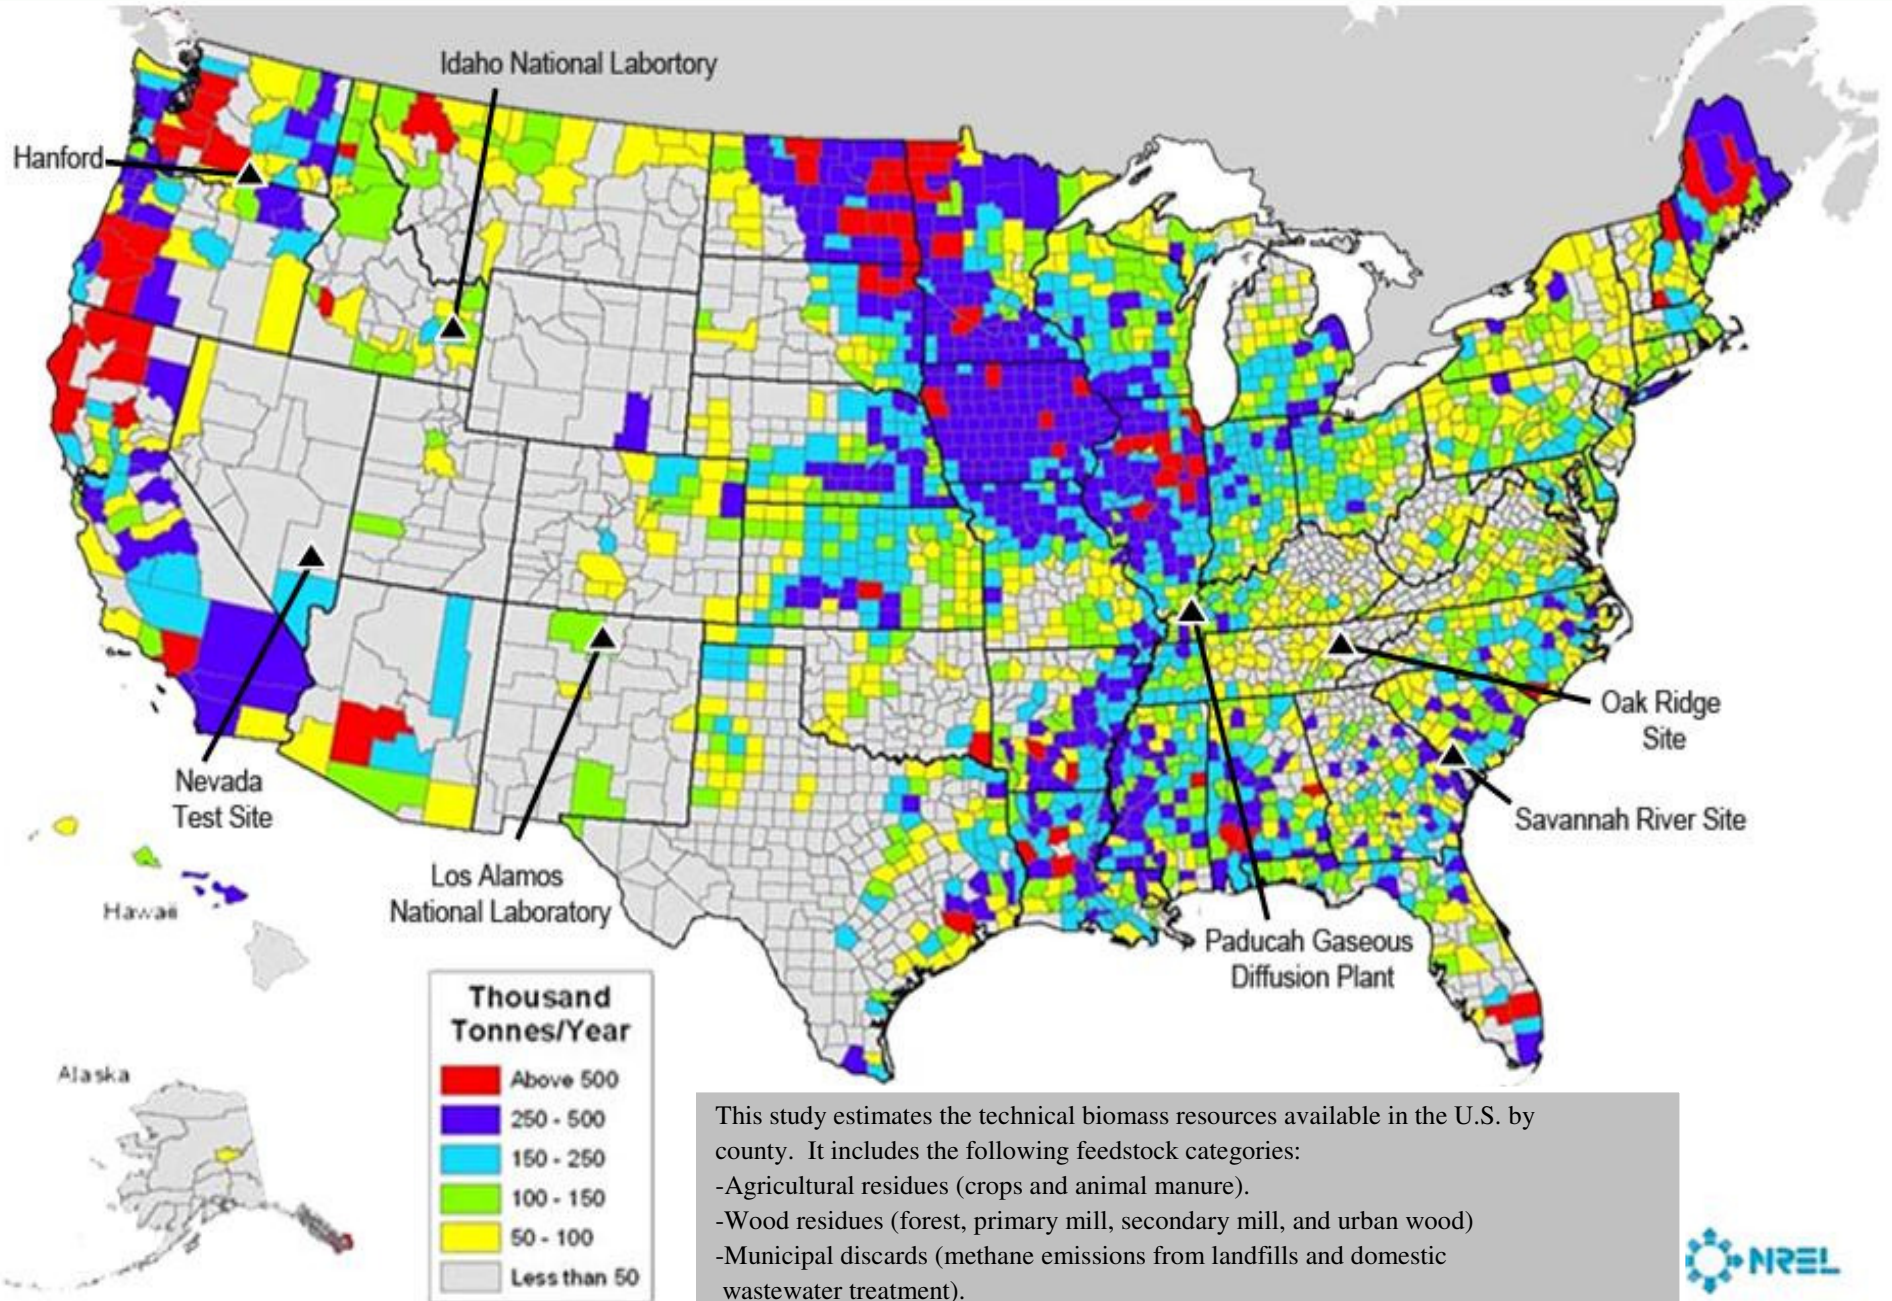 Idaho National Labortory
Hanford
Nevada
Test Site
Los Alamos
National Laboratory
Oak Ridge
Site
Savannah River Site
Paducah Gaseous
Diffusion Plant
Hawaii
Alaska
Thousand
Tonnes/Year
Above 500
250 - 500
150 - 250
100 - 150
50 - 100
Less than 50
This study estimates the technical biomass resources available in the U.S. by
county. It includes the following feedstock categories:
-Agricultural residues (crops and animal manure).
-Wood residues (forest, primary mill, secondary mill, and urban wood)
-Municipal discards (methane emissions from landfills and domestic
wastewater treatment).
NREL